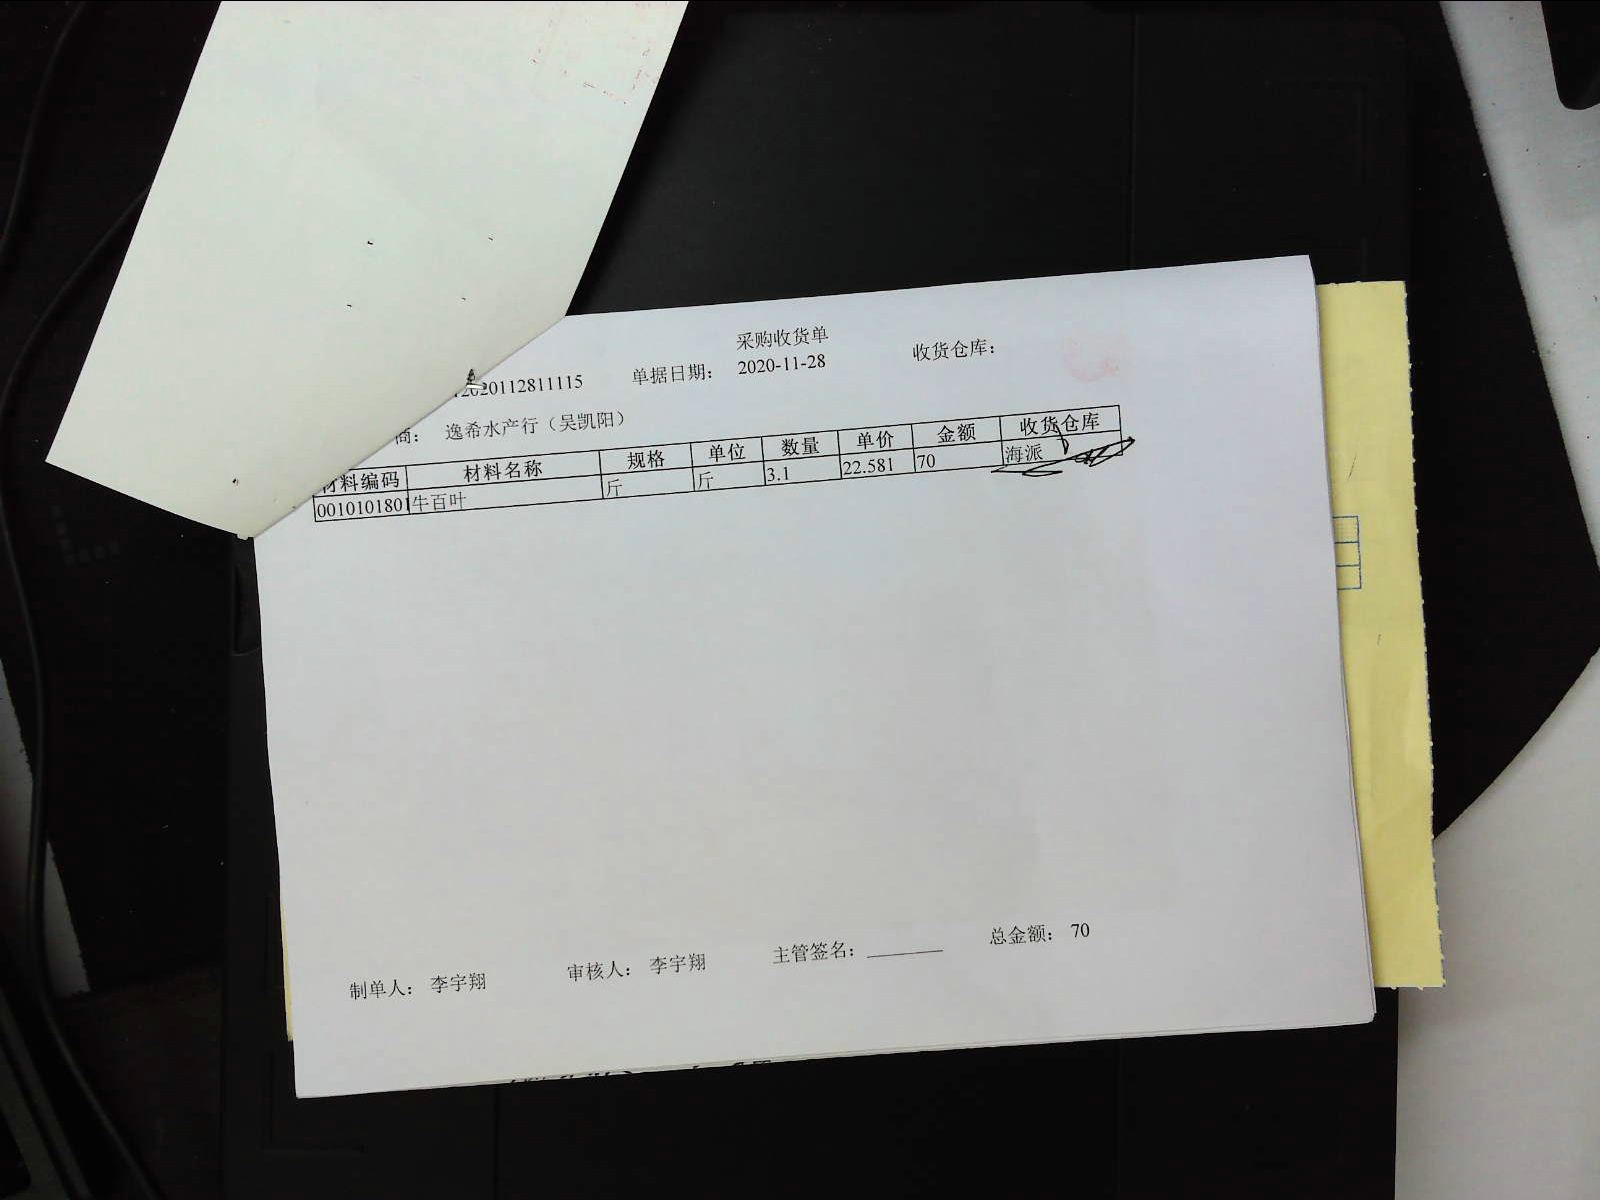 采购收货单
20112811115 单据日期: 2020-11-28 收货仓库:
商: 逸希水产行（吴凯阳）
材料编码 材料名称 规格 单位 数量 单价 金额 收货仓库
0010101801 牛百叶 斤 斤 3.1 22.581 70 海派
制单人: 李宇翔 审核人: 李宇翔 主管签名: 总金额: 70